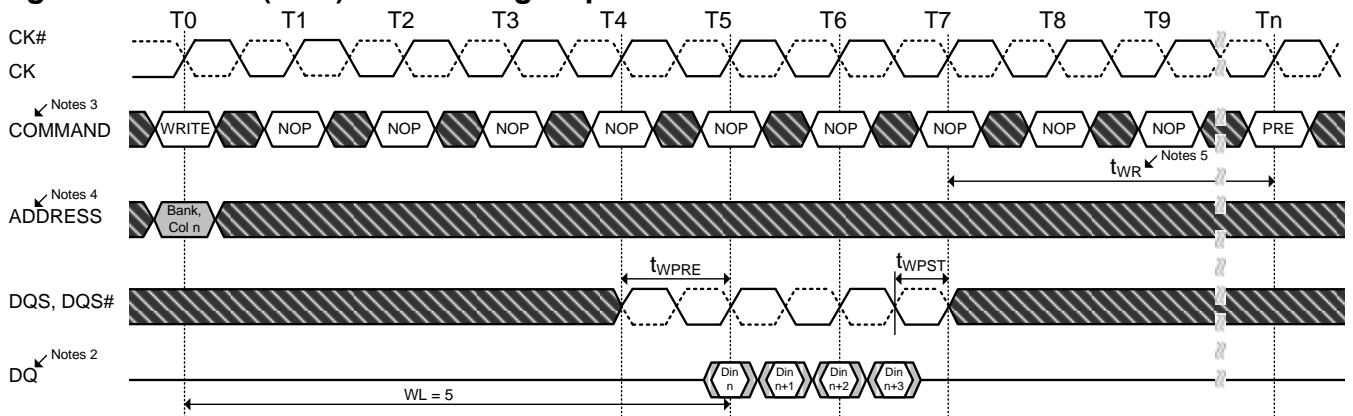 T0 T1 T2 T3 T4 T5 T6 T7 T8 T9 Tn
CK#
CK
Notes 3
COMMAND WRITE NOP NOP NOP NOP NOP NOP NOP NOP NOP PRE
tWR Notes 5
Notes 4
ADDRESS
Bank,
Col n
tWPRE tWPST
DQS, DQS#
Notes 2
DQ
Din Din Din Din
n n+1 n+2 n+3
WL = 5